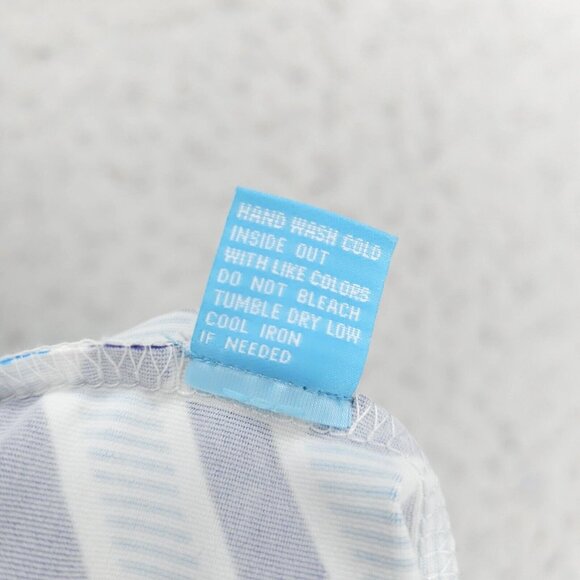 HAND WASH COLD
INSIDE OUT
WITH LIKE COLORS
DO NOT BLEACH
TUMBLE DRY LOW
COOL IRON
IF NEEDED